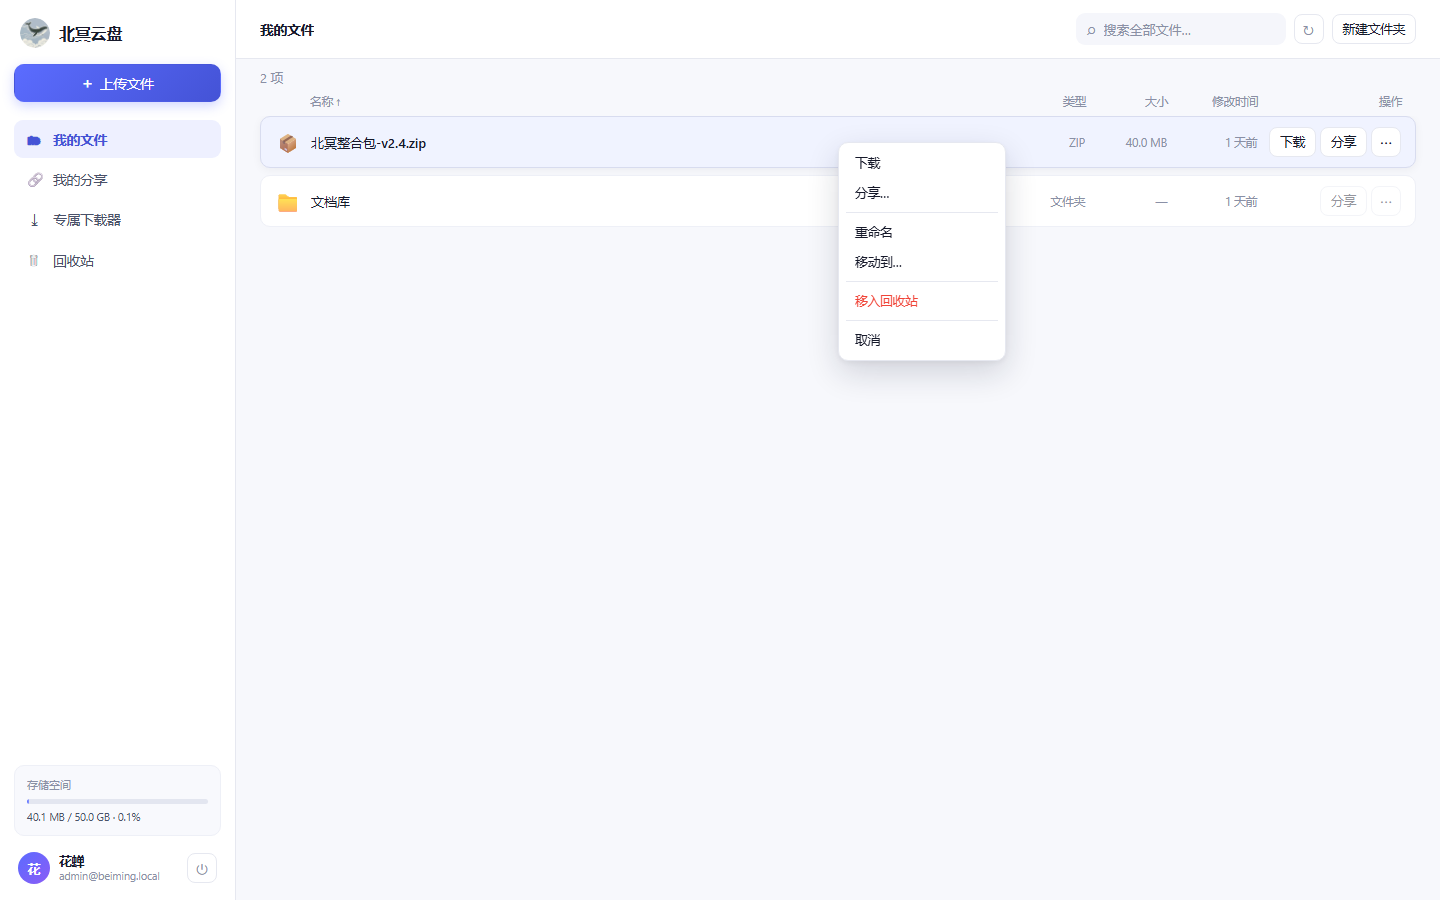 北冥云盘
+ 上传文件
我的文件
我的分享
专属下载器
回收站
存储空间
40.1 MB / 50.0 GB · 0.1%
花
花蝉
admin@beiming.local
我的文件
搜索全部文件...
新建文件夹
2 项
名称 ↑ 类型 大小 修改时间 操作
北冥整合包-v2.4.zip ZIP 40.0 MB 1 天前 下载 分享 ...
文档库 文件夹 — 1 天前 分享 ...
下载
分享...
重命名
移动到...
移入回收站
取消